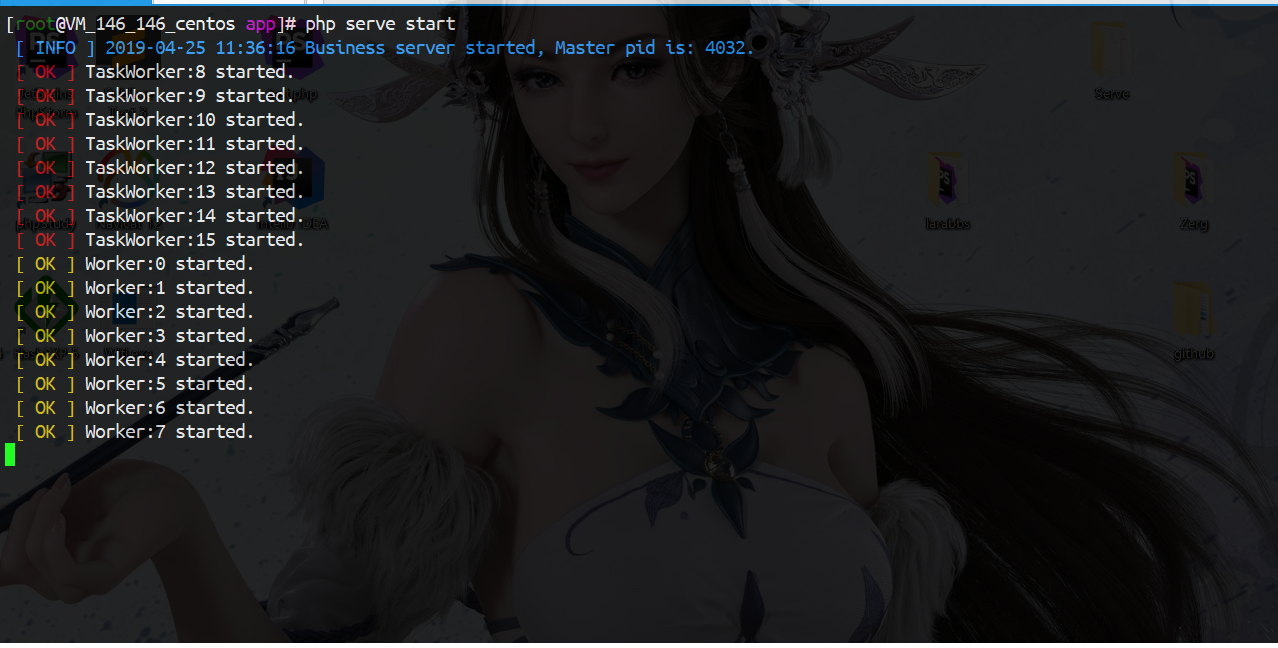 [root@VM_146_146_centos app]# php serve start
[ INFO ] 2019-04-25 11:36:16 Business server started, Master pid is: 4032.
[ OK ] TaskWorker:8 started.
[ OK ] TaskWorker:9 started.
[ OK ] TaskWorker:10 started.
[ OK ] TaskWorker:11 started.
[ OK ] TaskWorker:12 started.
[ OK ] TaskWorker:13 started.
[ OK ] TaskWorker:14 started.
[ OK ] TaskWorker:15 started.
[ OK ] Worker:0 started.
[ OK ] Worker:1 started.
[ OK ] Worker:2 started.
[ OK ] Worker:3 started.
[ OK ] Worker:4 started.
[ OK ] Worker:5 started.
[ OK ] Worker:6 started.
[ OK ] Worker:7 started.
Serve
larabbs
Zerg
github